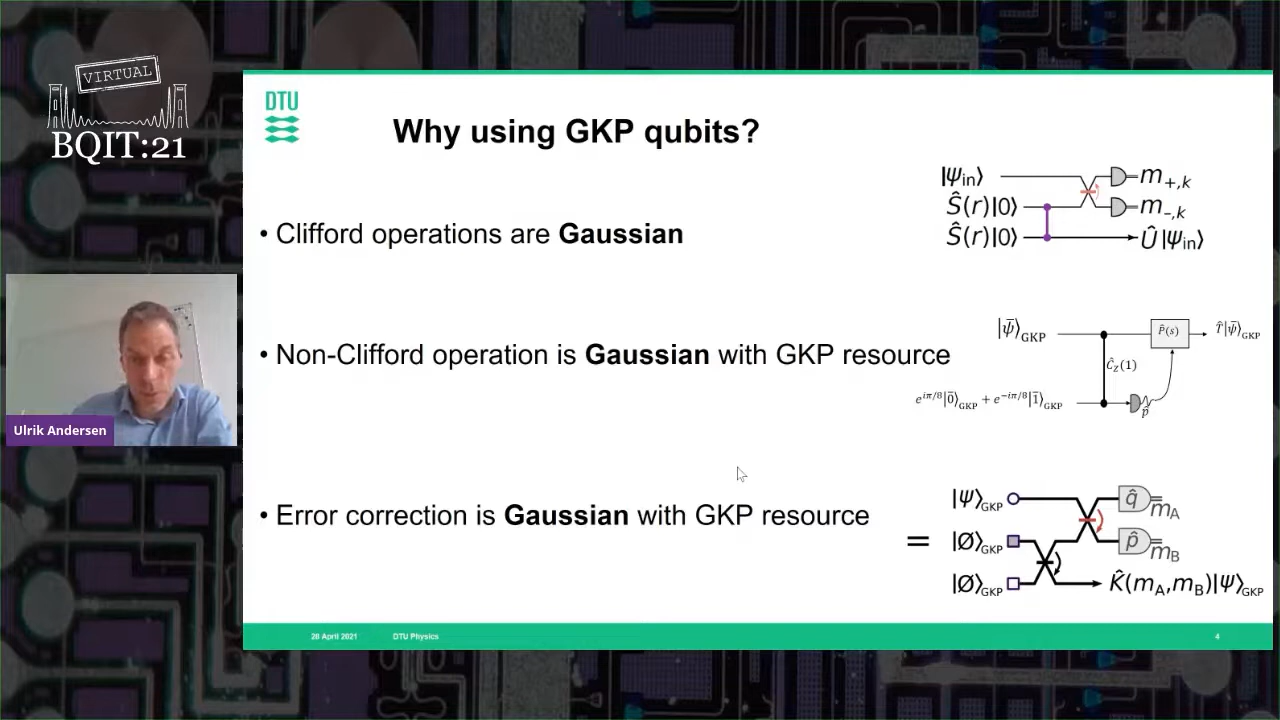 VIRTUAL
BQIT:21
DTU
Why using GKP qubits?
• Clifford operations are Gaussian
|ψin⟩
m+,k
Ŝ(r)|0⟩
m-,k
Ŝ(r)|0⟩
Û|ψin⟩
• Non-Clifford operation is Gaussian with GKP resource
|ψ̄⟩GKP
P̂(s)
T̂|ψ̄⟩GKP
ĈZ(1)
e^{iπ/8}|0̄⟩GKP + e^{-iπ/8}|1̄⟩GKP
p̂
• Error correction is Gaussian with GKP resource
=
|ψ⟩GKP
q̂
mA
|Ø⟩GKP
p̂
mB
|Ø⟩GKP
K̂(mA,mB)|ψ⟩GKP
Ulrik Andersen
28 April 2021
DTU Physics
4